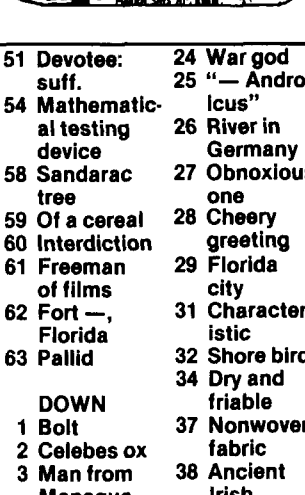 51 Devotee:
suff.
54 Mathematic-
al testing
device
58 Sandarac
tree
59 Of a cereal
60 Interdiction
61 Freeman
of films
62 Fort —,
Florida
63 Pallid
DOWN
1 Bolt
2 Celebes ox
3 Man from
24 War god
25 “— Andro
icus”
26 River in
Germany
27 Obnoxious
one
28 Cheery
greeting
29 Florida
city
31 Character
istic
32 Shore bird
34 Dry and
friable
37 Nonwoven
fabric
38 Ancient
Irish